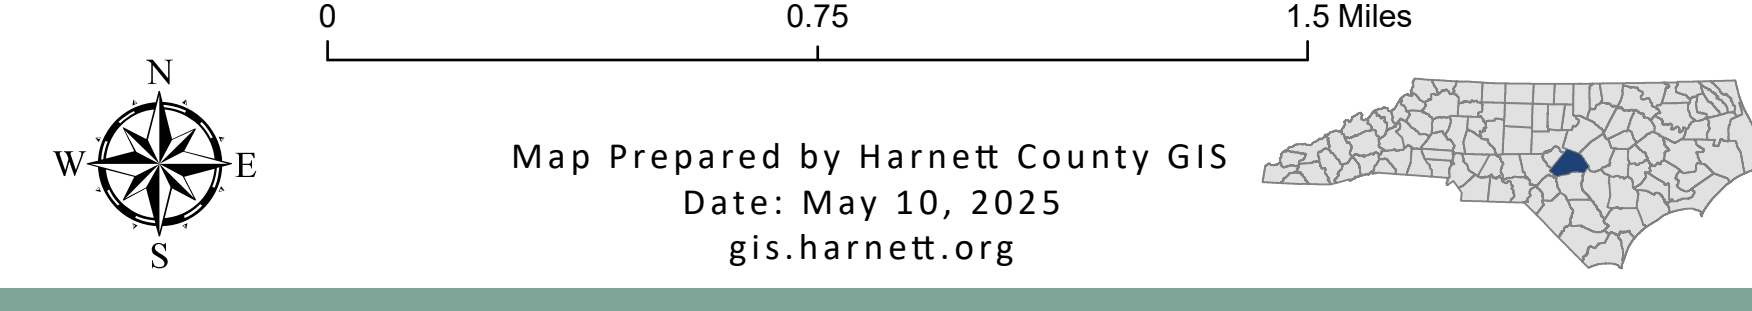 0 0.75 1.5 Miles
N
W E
S
Map Prepared by Harnett County GIS
Date: May 10, 2025
gis.harnett.org